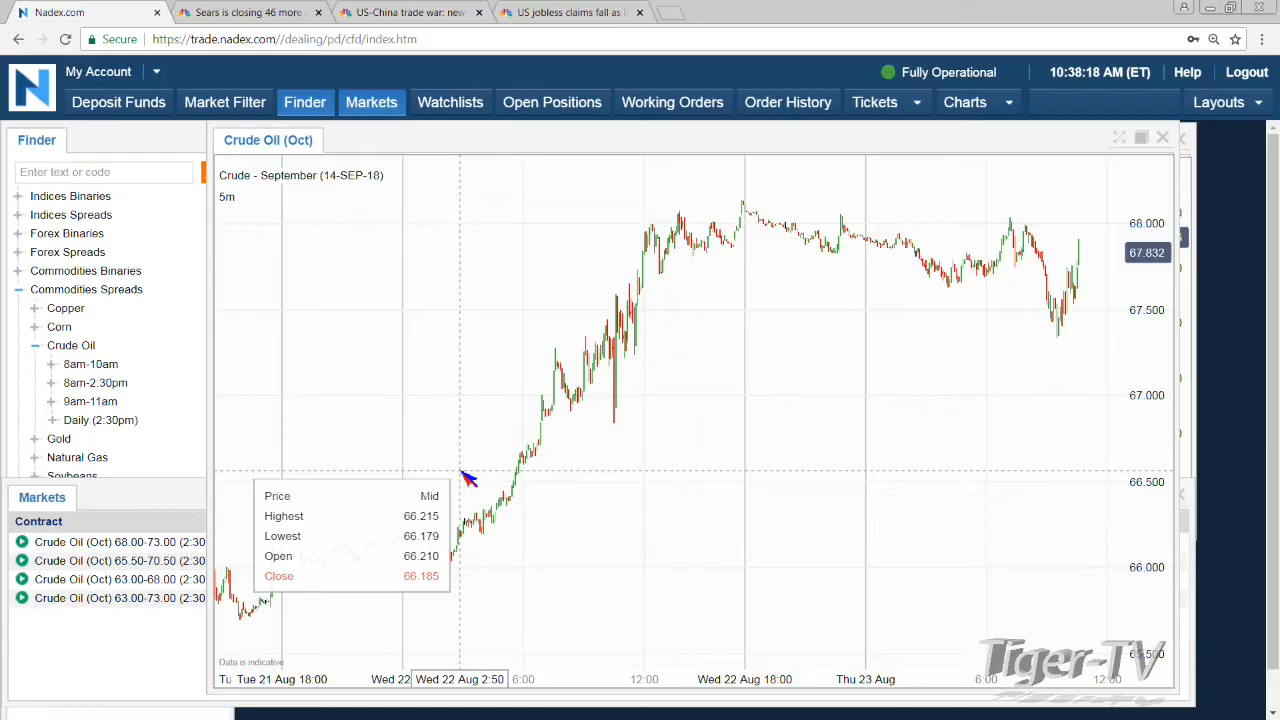 Nadex.com
Sears is closing 46 more
US-China trade war: new
US jobless claims fall as
Secure
https://trade.nadex.com//dealing/pd/cfd/index.htm
N
My Account
Fully Operational
10:38:18 AM (ET)
Help
Logout
Deposit Funds
Market Filter
Finder
Markets
Watchlists
Open Positions
Working Orders
Order History
Tickets
Charts
Layouts
Finder
Enter text or code
Indices Binaries
Indices Spreads
Forex Binaries
Forex Spreads
Commodities Binaries
Commodities Spreads
Copper
Corn
Crude Oil
8am-10am
8am-2:30pm
9am-11am
Daily (2:30pm)
Gold
Natural Gas
Soybeans
Markets
Contract
Crude Oil (Oct) 68.00-73.00 (2:30
Crude Oil (Oct) 65.50-70.50 (2:30
Crude Oil (Oct) 63.00-68.00 (2:30
Crude Oil (Oct) 63.00-73.00 (2:30
Crude Oil (Oct)
Crude - September (14-SEP-18)
5m
68.000
67.832
67.500
67.000
66.500
66.000
65.500
Price Mid
Highest 66.215
Lowest 66.179
Open 66.210
Close 66.185
Data is indicative
Tu Tue 21 Aug 18:00 Wed 22 Wed 22 Aug 2:50 6:00 12:00 Wed 22 Aug 18:00 Thu 23 Aug 6:00 12:00
Tiger-TV